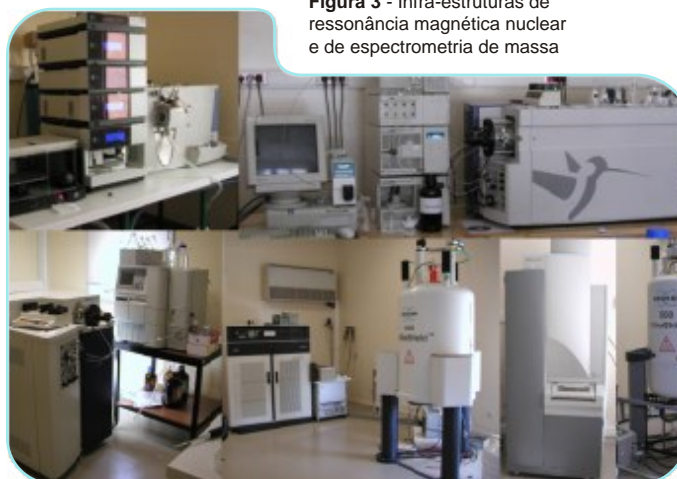 Figura 3 - Infra-estruturas de
ressonância magnética nuclear
e de espectrometria de massa